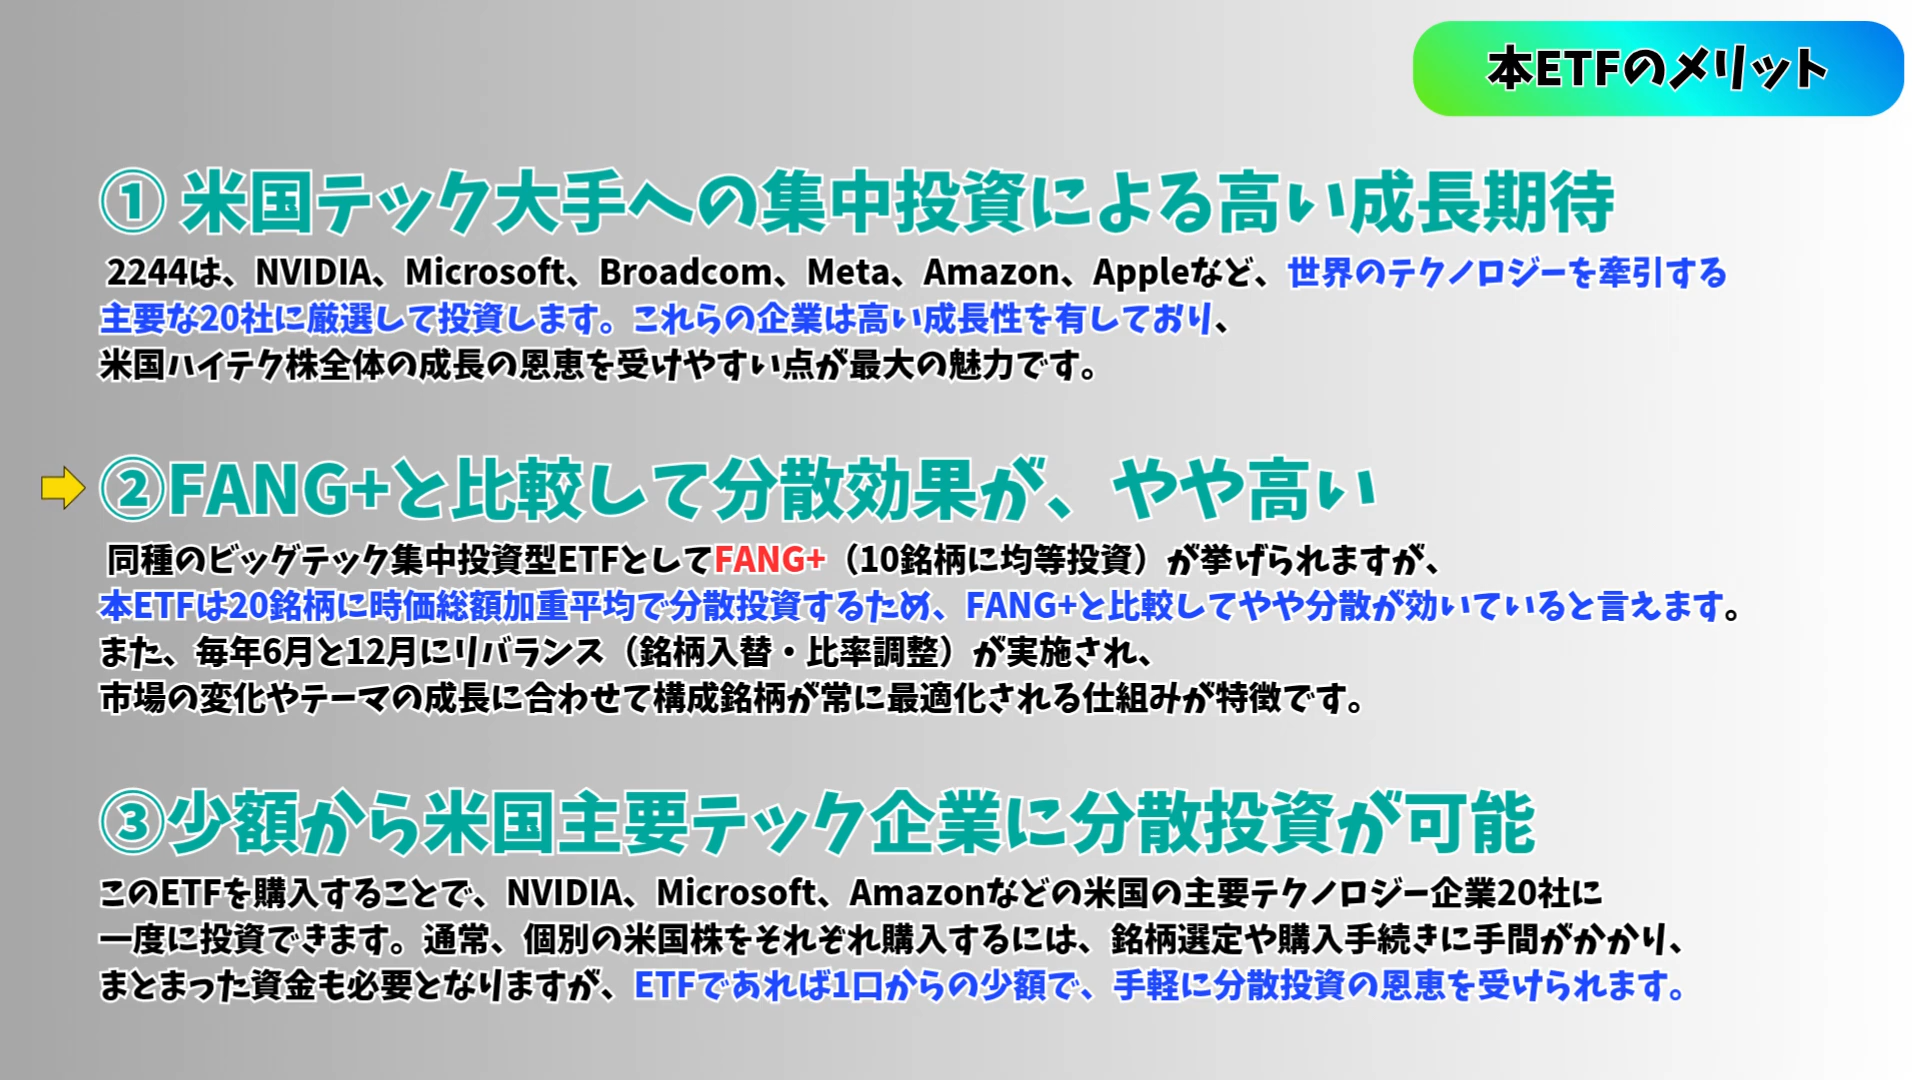 本ETFのメリット
① 米国テック大手への集中投資による高い成長期待
2244は、NVIDIA、Microsoft、Broadcom、Meta、Amazon、Appleなど、世界のテクノロジーを牽引する
主要な20社に厳選して投資します。これらの企業は高い成長性を有しており、
米国ハイテク株全体の成長の恩恵を受けやすい点が最大の魅力です。
②FANG+と比較して分散効果が、やや高い
同種のビッグテック集中投資型ETFとしてFANG+（10銘柄に均等投資）が挙げられますが、
本ETFは20銘柄に時価総額加重平均で分散投資するため、FANG+と比較してやや分散が効いていると言えます。
また、毎年6月と12月にリバランス（銘柄入替・比率調整）が実施され、
市場の変化やテーマの成長に合わせて構成銘柄が常に最適化される仕組みが特徴です。
③少額から米国主要テック企業に分散投資が可能
このETFを購入することで、NVIDIA、Microsoft、Amazonなどの米国の主要テクノロジー企業20社に
一度に投資できます。通常、個別の米国株をそれぞれ購入するには、銘柄選定や購入手続きに手間がかかり、
まとまった資金も必要となりますが、ETFであれば1口からの少額で、手軽に分散投資の恩恵を受けられます。